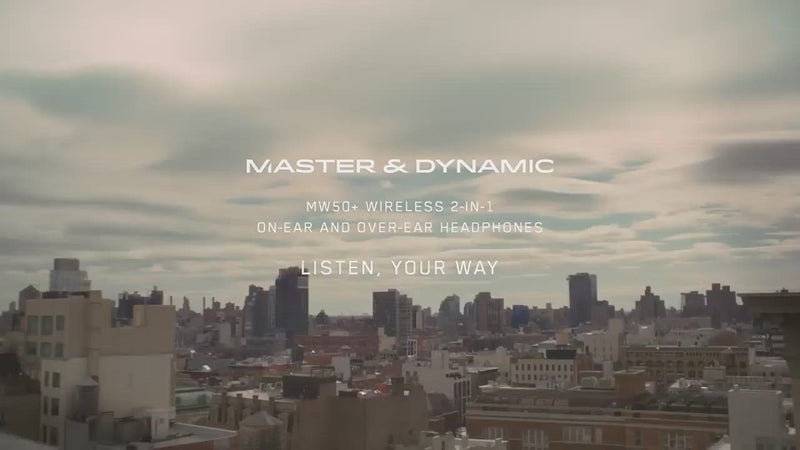 MASTER & DYNAMIC
MW50+ WIRELESS 2-IN-1
ON-EAR AND OVER-EAR HEADPHONES
LISTEN, YOUR WAY